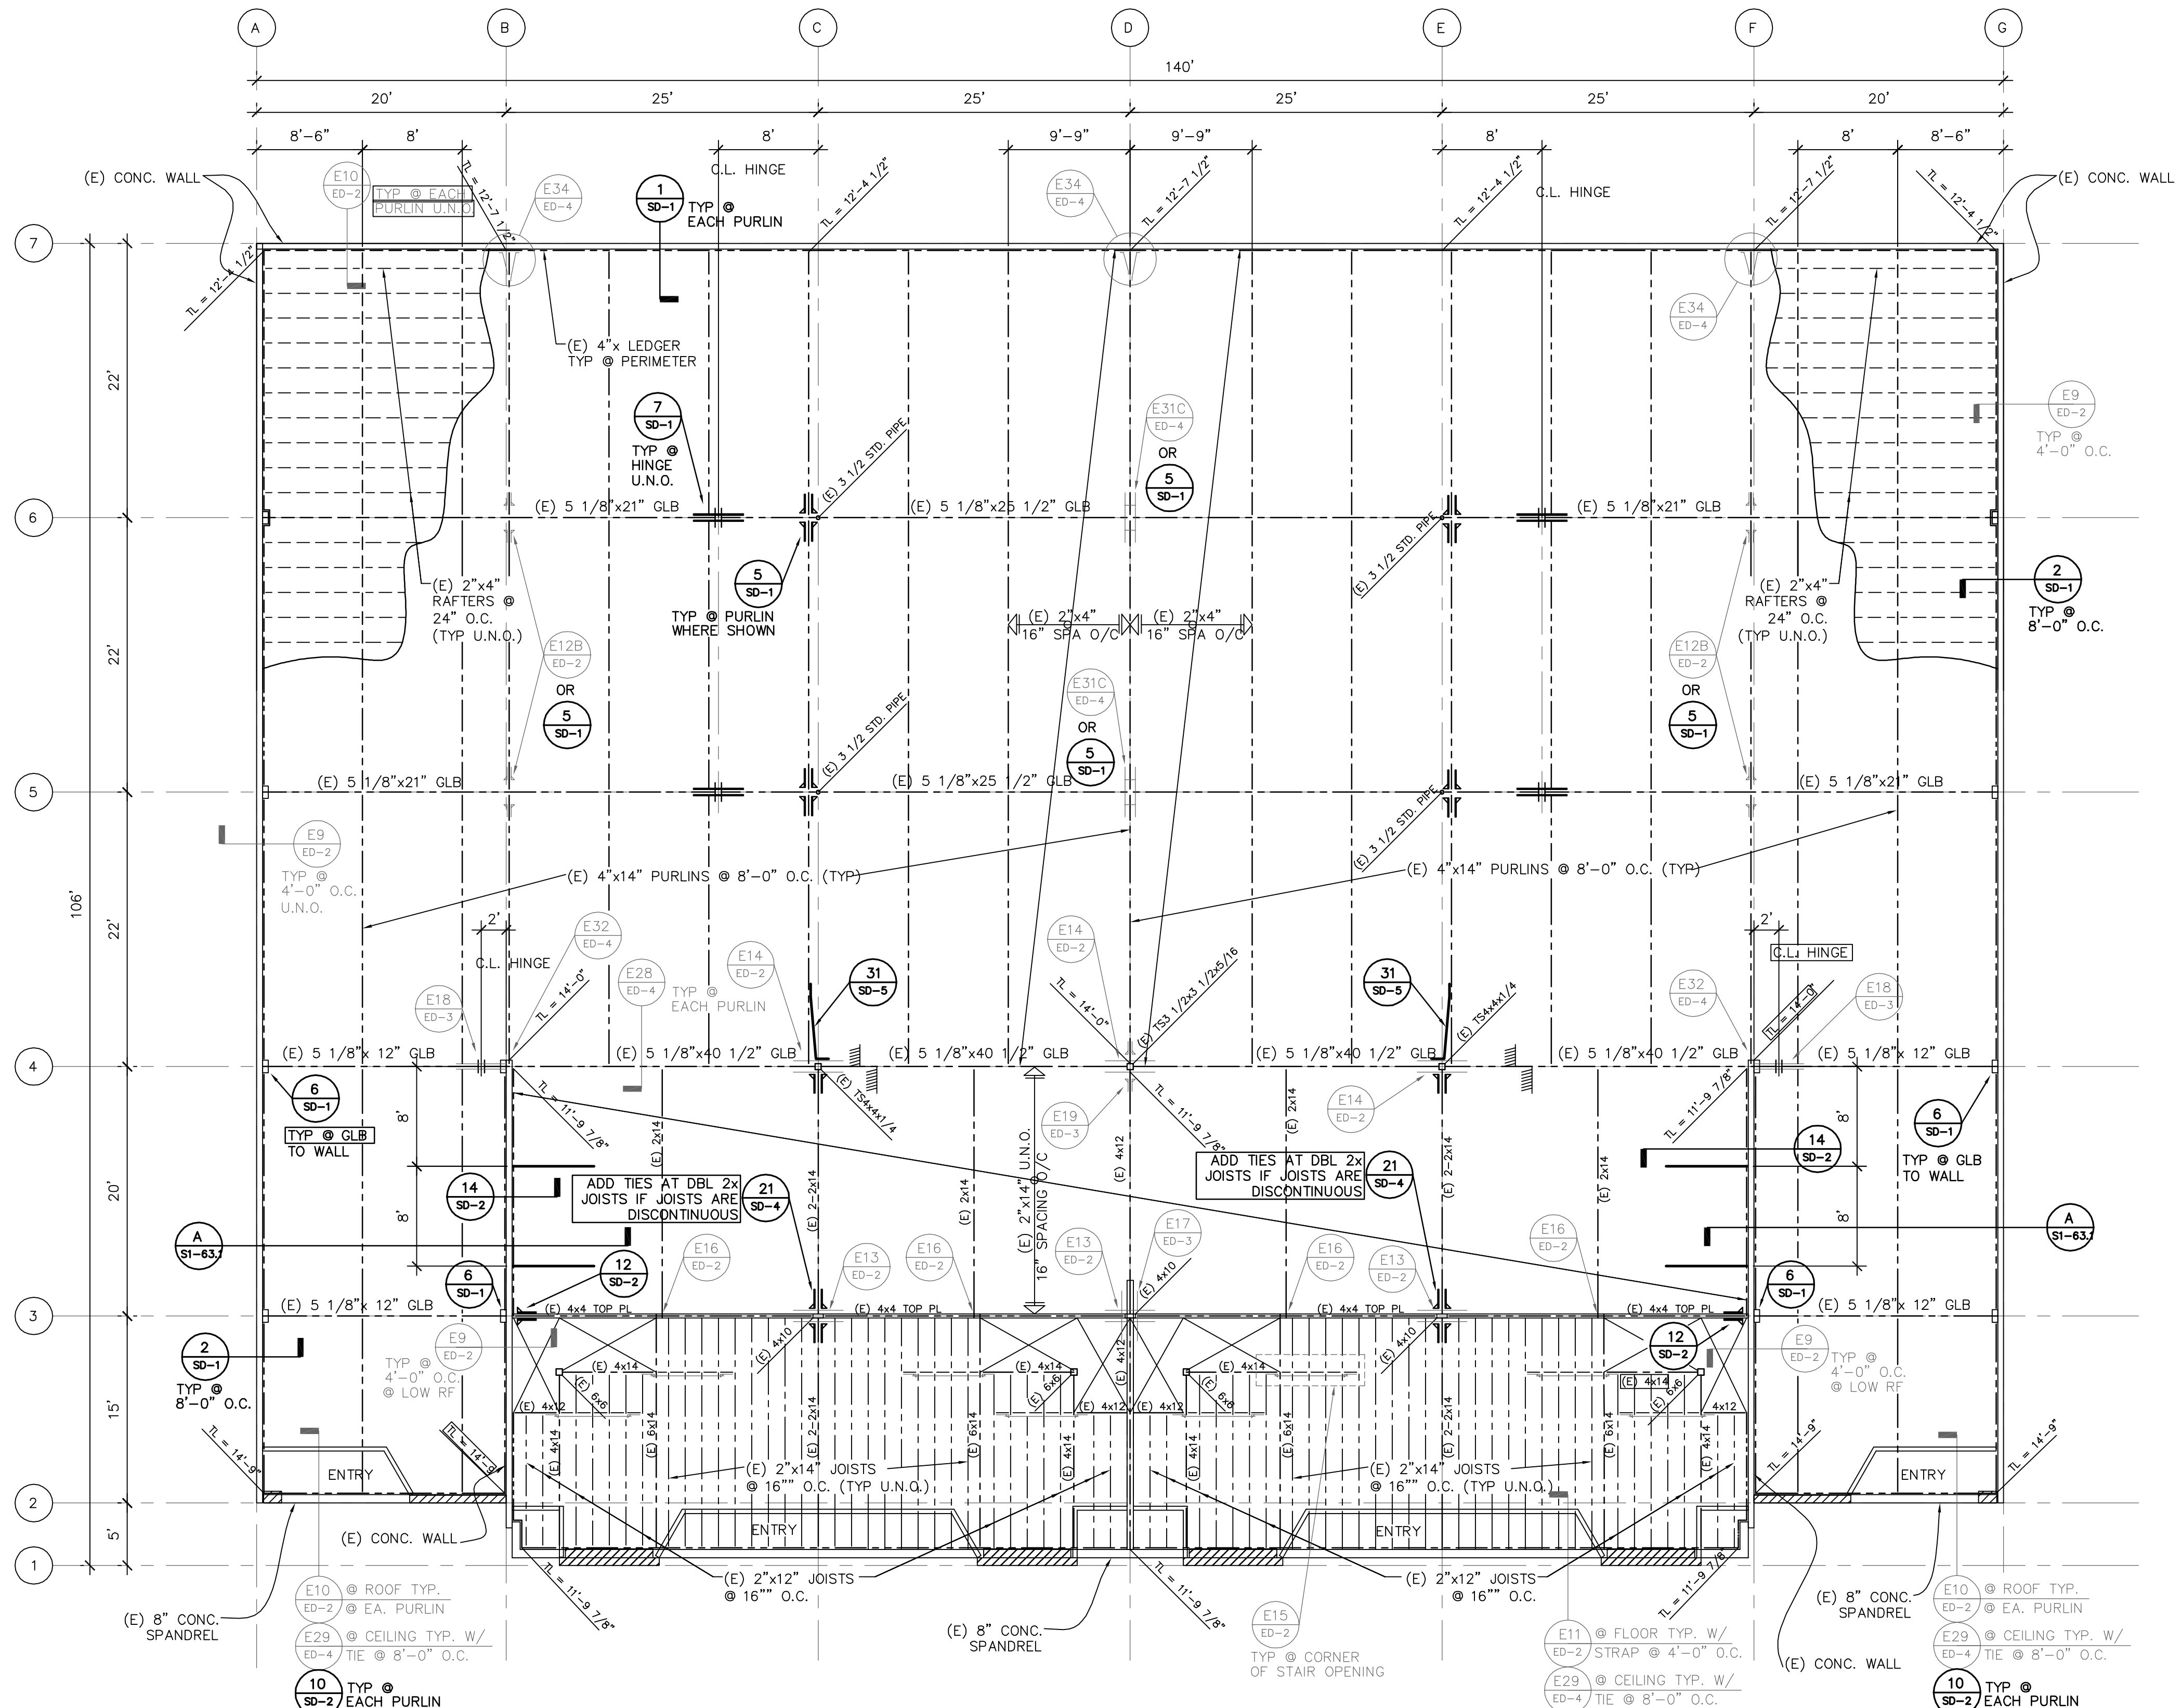 A
B
C
D
E
F
G
140'
20'
25'
25'
25'
25'
20'
8'-6"
8'
8'
9'-9"
9'-9"
8'
8'
8'-6"
C.L. HINGE
C.L. HINGE
(E) CONC. WALL
(E) CONC. WALL
E10
ED-2
TYP @ EACH
PURLIN U.N.O.
TL = 12'-7 1/2"
E34
ED-4
1
SD-1
TYP @
EACH PURLIN
TL = 12'-4 1/2"
E34
ED-4
TL = 12'-7 1/2"
TL = 12'-4 1/2"
TL = 12'-7 1/2"
TL = 12'-4 1/2"
TL = 12'-4 1/2"
7
E34
ED-4
(E) 4"x LEDGER
TYP @ PERIMETER
22'
7
SD-1
TYP @
HINGE
U.N.O.
(E) 3 1/2 STD. PIPE
E31C
ED-4
OR
5
SD-1
E9
ED-2
TYP @
4'-0" O.C.
6
(E) 5 1/8"x21" GLB
(E) 5 1/8"x25 1/2" GLB
(E) 5 1/8"x21" GLB
(E) 3 1/2 STD. PIPE
(E) 2"x4"
RAFTERS @
24" O.C.
(TYP U.N.O.)
5
SD-1
TYP @ PURLIN
WHERE SHOWN
(E) 2"x4"
16" SPA O/C
(E) 2"x4"
16" SPA O/C
(E) 2"x4"
RAFTERS @
24" O.C.
(TYP U.N.O.)
2
SD-1
TYP @
8'-0" O.C.
22'
E12B
ED-2
OR
5
SD-1
(E) 3 1/2 STD. PIPE
E31C
ED-4
OR
5
SD-1
E12B
ED-2
OR
5
SD-1
5
(E) 5 1/8"x21" GLB
(E) 5 1/8"x25 1/2" GLB
(E) 5 1/8"x21" GLB
(E) 3 1/2 STD. PIPE
E9
ED-2
TYP @
4'-0" O.C.
U.N.O.
(E) 4"x14" PURLINS @ 8'-0" O.C. (TYP)
(E) 4"x14" PURLINS @ 8'-0" O.C. (TYP)
106'
22'
2'
E32
ED-4
C.L. HINGE
TL = 14'-0"
E28
ED-4
TYP @
EACH PURLIN
E14
ED-2
31
SD-5
E14
ED-2
TL = 14'-0"
(E) TS3 1/2x3 1/2x5/16
31
SD-5
(E) TS4x4x1/4
E32
ED-4
2'
C.L. HINGE
TL = 14'-0"
E18
ED-3
E18
ED-3
4
(E) 5 1/8"x 12" GLB
(E) 5 1/8"x40 1/2" GLB
(E) 5 1/8"x40 1/2" GLB
(E) 5 1/8"x40 1/2" GLB
(E) 5 1/8"x40 1/2" GLB
(E) 5 1/8"x 12" GLB
6
SD-1
TYP @ GLB
TO WALL
8'
TL = 11'-9 7/8"
(E) TS4x4x1/4
E19
ED-3
TL = 11'-9 7/8"
E14
ED-2
TL = 11'-9 7/8"
8'
6
SD-1
TYP @ GLB
TO WALL
20'
14
SD-2
ADD TIES AT DBL 2x
JOISTS IF JOISTS ARE
DISCONTINUOUS
21
SD-4
(E) 2x14
(E) 2-2x14
(E) 2x14
(E) 2"x14" U.N.O.
16" SPACING O/C
(E) 4x12
ADD TIES AT DBL 2x
JOISTS IF JOISTS ARE
DISCONTINUOUS
21
SD-4
(E) 2x14
(E) 2-2x14
(E) 2x14
14
SD-2
8'
8'
A
S1-63.1
A
S1-63.1
6
SD-1
12
SD-2
E16
ED-2
E13
ED-2
E16
ED-2
E13
ED-2
E17
ED-3
(E) 4x10
E16
ED-2
E13
ED-2
E16
ED-2
6
SD-1
3
(E) 5 1/8"x 12" GLB
(E) 4x4 TOP PL
(E) 4x4 TOP PL
(E) 4x4 TOP PL
(E) 4x4 TOP PL
(E) 5 1/8"x 12" GLB
2
SD-1
TYP @
8'-0" O.C.
E9
ED-2
TYP @
4'-0" O.C.
@ LOW RF
(E) 4x14
(E) 6x6
(E) 4x10
(E) 4x14
(E) 6x6
(E) 4x12
(E) 4x14
(E) 6x6
(E) 4x10
(E) 4x14
(E) 6x6
12
SD-2
E9
ED-2
TYP @
4'-0" O.C.
@ LOW RF
15'
(E) 4x12
(E) 4x12
(E) 4x12
4x12
(E) 4x14
(E) 6x14
(E) 2-2x14
(E) 6x14
(E) 4x14
(E) 4x14
(E) 6x14
(E) 2-2x14
(E) 6x14
(E) 4x14
TL = 14'-9"
TL = 14'-9"
TL = 14'-9"
TL = 14'-9"
ENTRY
(E) 2"x14" JOISTS
@ 16"" O.C. (TYP U.N.O.)
(E) 2"x14" JOISTS
@ 16"" O.C. (TYP U.N.O.)
ENTRY
2
5'
1
ENTRY
ENTRY
(E) CONC. WALL
(E) 2"x12" JOISTS
@ 16"" O.C.
(E) 2"x12" JOISTS
@ 16"" O.C.
TL = 11'-9 7/8"
TL = 11'-9 7/8"
TL = 11'-9 7/8"
(E) 8" CONC.
SPANDREL
E10
ED-2
@ ROOF TYP.
@ EA. PURLIN
E29
ED-4
@ CEILING TYP. W/
TIE @ 8'-0" O.C.
10
SD-2
TYP @
EACH PURLIN
(E) 8" CONC.
SPANDREL
E15
ED-2
TYP @ CORNER
OF STAIR OPENING
E11
ED-2
@ FLOOR TYP. W/
STRAP @ 4'-0" O.C.
E29
ED-4
@ CEILING TYP. W/
TIE @ 8'-0" O.C.
(E) CONC. WALL
(E) 8" CONC.
SPANDREL
E10
ED-2
@ ROOF TYP.
@ EA. PURLIN
E29
ED-4
@ CEILING TYP. W/
TIE @ 8'-0" O.C.
10
SD-2
TYP @
EACH PURLIN